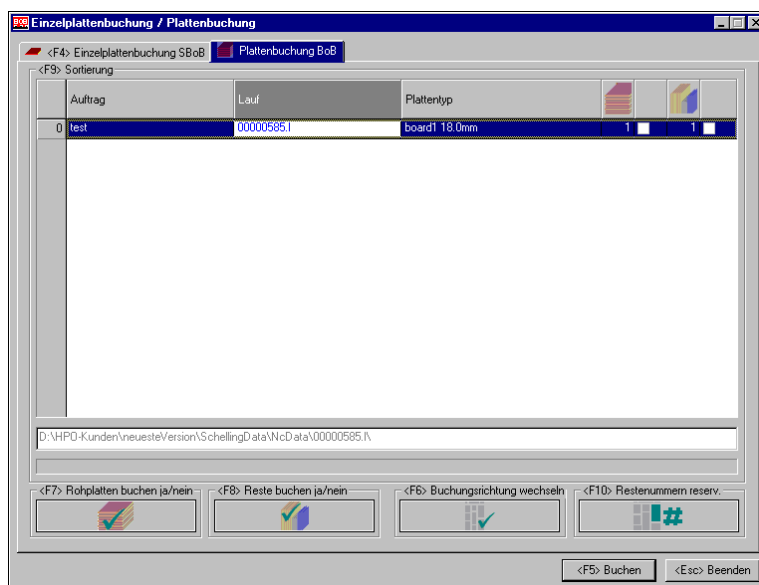 BoB Einzelplattenbuchung / Plattenbuchung
<F4> Einzelplattenbuchung SBoB Plattenbuchung BoB
<F9> Sortierung
Auftrag Lauf Plattentyp
0 test 00000585.I board1 18.0mm 1 1
D:\HPO-Kunden\neuesteVersion\SchellingData\NcData\00000585.I\
<F7> Rohplatten buchen ja/nein <F8> Reste buchen ja/nein <F6> Buchungsrichtung wechseln <F10> Restenummern reserv.
#
<F5> Buchen <Esc> Beenden